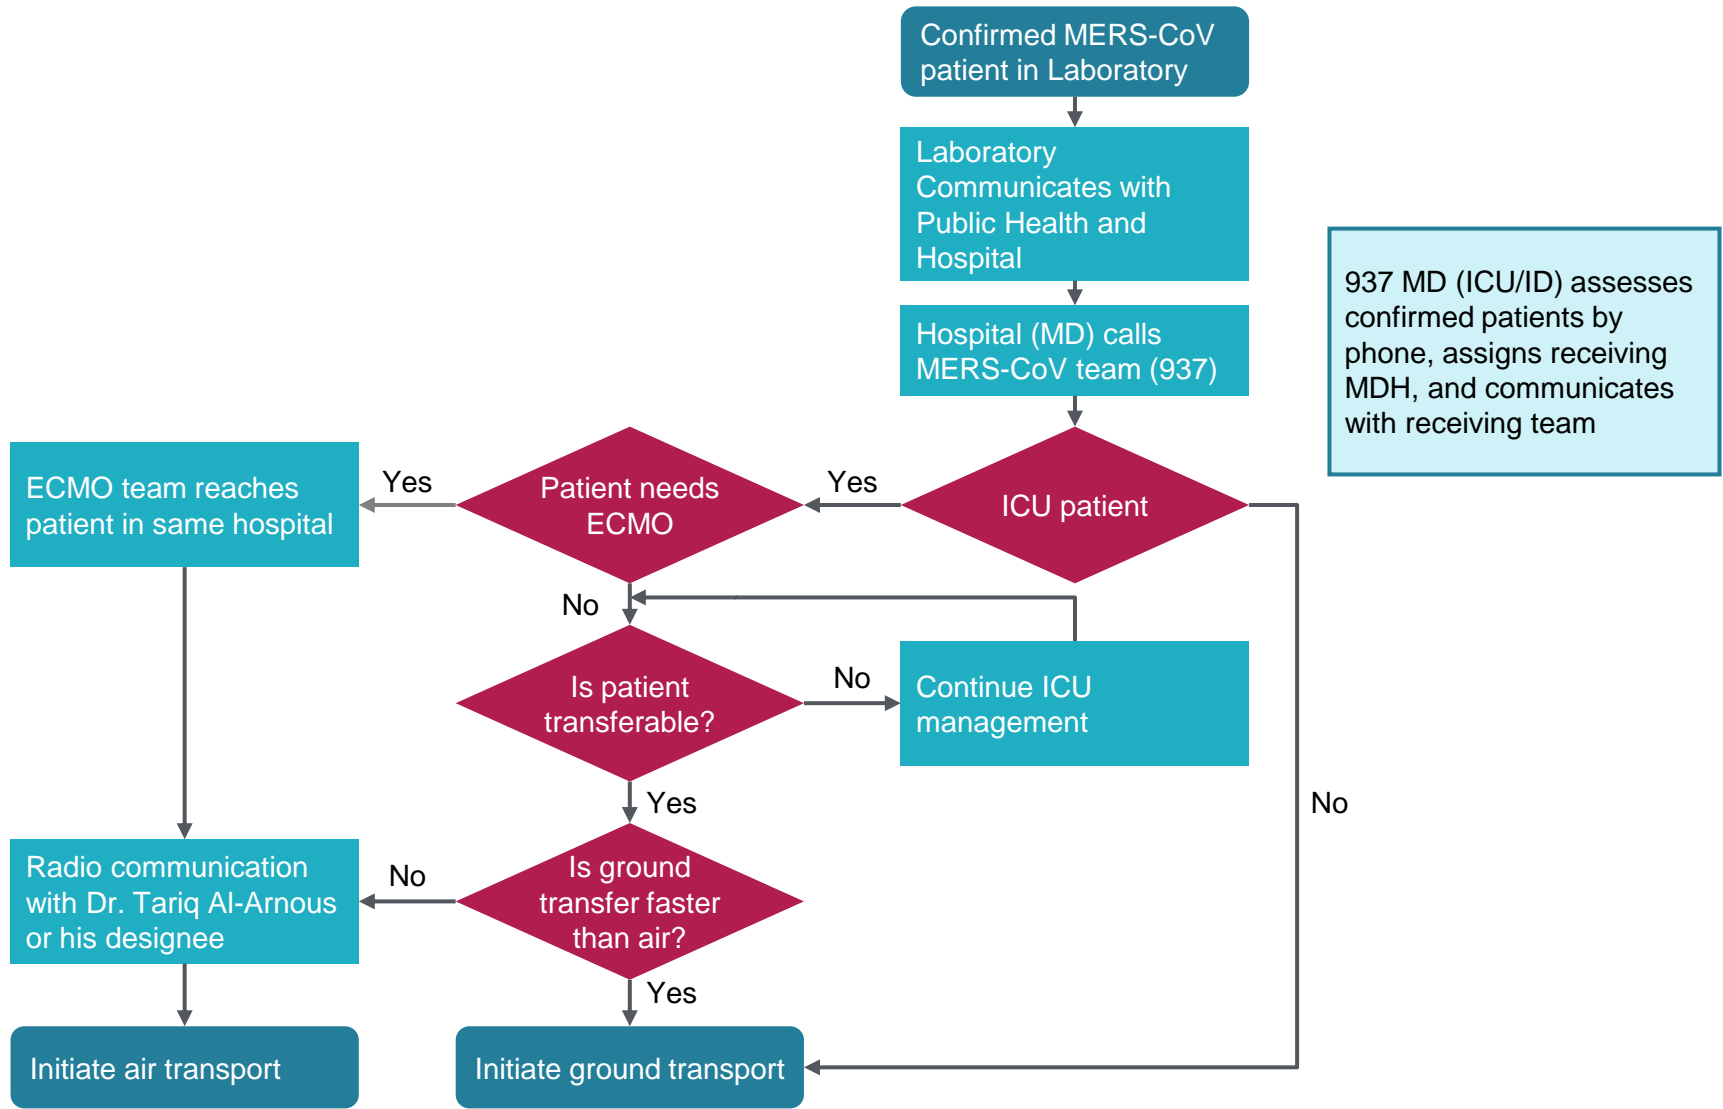 Confirmed MERS-CoV
patient in Laboratory
Laboratory
Communicates with
Public Health and
Hospital
937 MD (ICU/ID) assesses
confirmed patients by
phone, assigns receiving
MDH, and communicates
with receiving team
Hospital (MD) calls
MERS-CoV team (937)
ECMO team reaches
patient in same hospital
Yes
Patient needs
ECMO
Yes
ICU patient
No
Is patient
transferable?
No
Continue ICU
management
Yes
No
Radio communication
with Dr. Tariq Al-Arnous
or his designee
No
Is ground
transfer faster
than air?
Yes
Initiate air transport
Initiate ground transport